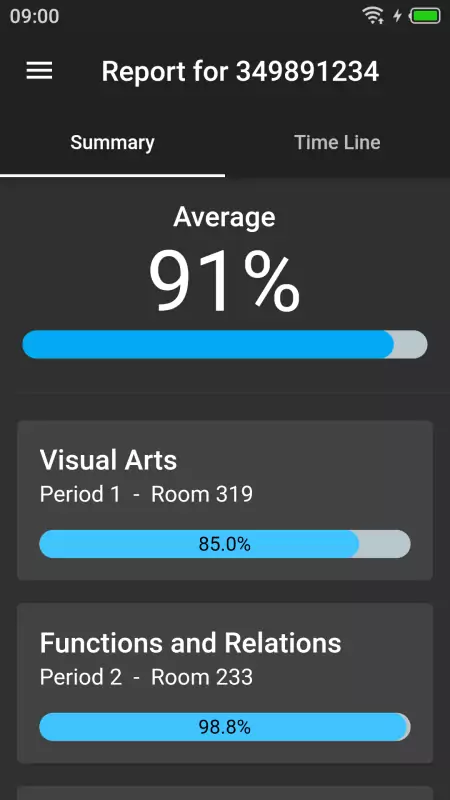 09:00
Report for 349891234
Summary
Time Line
Average
91%
Visual Arts
Period 1 - Room 319
85.0%
Functions and Relations
Period 2 - Room 233
98.8%